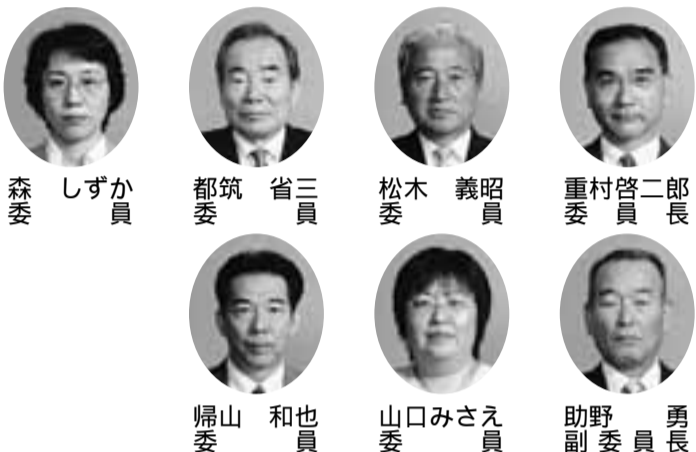 森　しずか
委　　　員
都筑　省三
委　　　員
松木　義昭
委　　　員
重村啓二郎
委　員　長
帰山　和也
委　　　員
山口みさえ
委　　　員
助野　　勇
副委員長